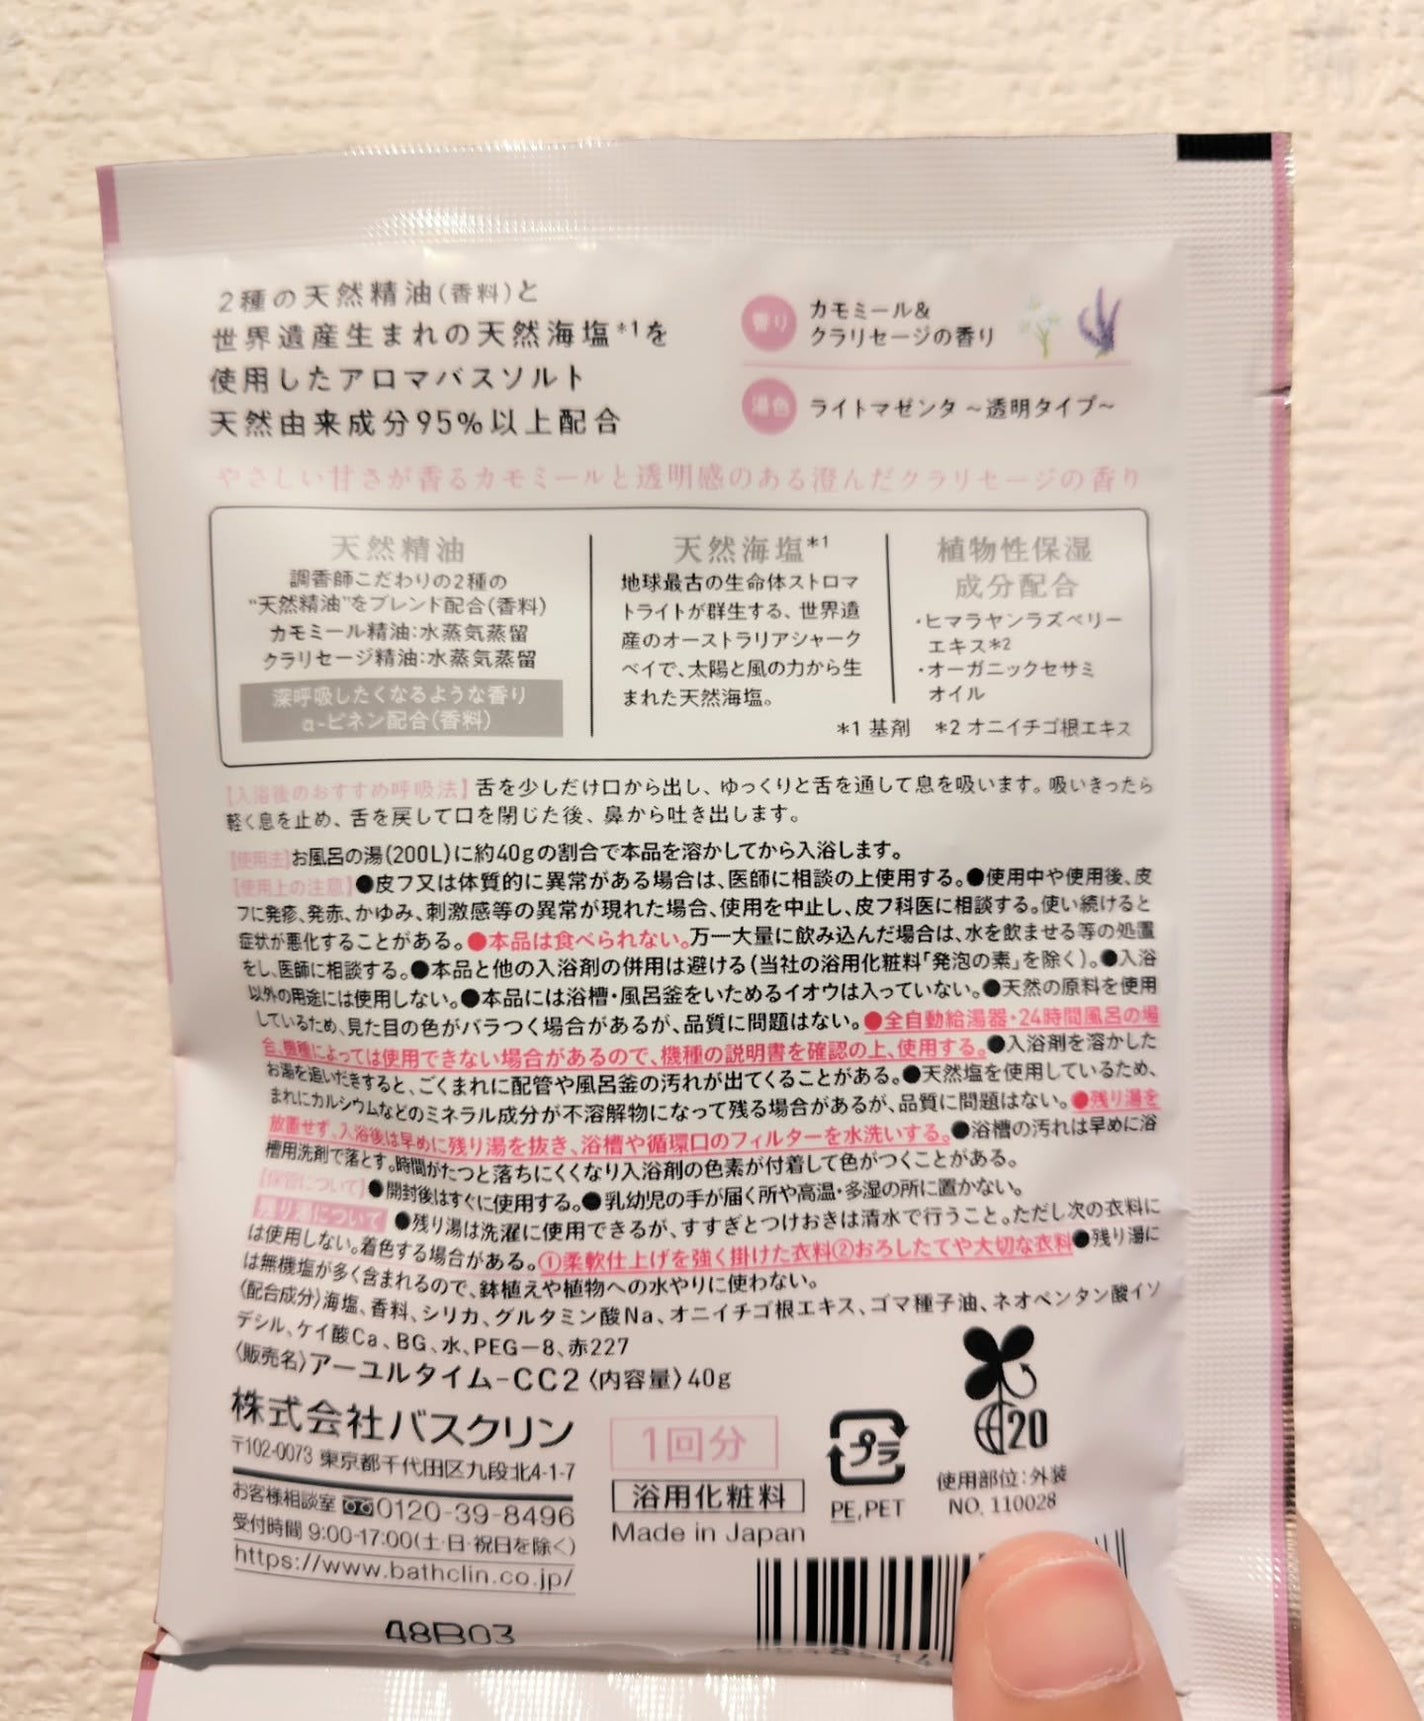 2種の天然精油(香料)と
世界遺産生まれの天然海塩*1を
使用したアロマバスソルト
天然由来成分95%以上配合
香り
カモミール&
クラリセージの香り
湯色
ライトマゼンタ ~透明タイプ~
やさしい甘さが香るカモミールと透明感のある澄んだクラリセージの香り
天然精油
調香師こだわりの2種の
"天然精油"をブレンド配合(香料)
カモミール精油:水蒸気蒸留
クラリセージ精油:水蒸気蒸留
深呼吸したくなるような香り
α-ピネン配合(香料)
天然海塩*1
地球最古の生命体ストロマ
トライトが群生する、世界遺
産のオーストラリアシャーク
ベイで、太陽と風の力から生
まれた天然海塩。
植物性保湿
成分配合
・ヒマラヤンラズベリー
エキス*2
・オーガニックセサミ
オイル
*1 基剤 *2 オニイチゴ根エキス
【入浴後のおすすめ呼吸法】舌を少しだけ口から出し、ゆっくりと舌を通して息を吸います。吸いきったら
軽く息を止め、舌を戻して口を閉じた後、鼻から吐き出します。
【使用法】お風呂の湯(200L)に約40gの割合で本品を溶かしてから入浴します。
【使用上の注意】●皮フ又は体質的に異常がある場合は、医師に相談の上使用する。●使用中や使用後、皮
フに発疹、発赤、かゆみ、刺激感等の異常が現れた場合、使用を中止し、皮フ科医に相談する。使い続けると
症状が悪化することがある。●本品は食べられない。万一大量に飲み込んだ場合は、水を飲ませる等の処置
をし、医師に相談する。●本品と他の入浴剤の併用は避ける(当社の浴用化粧料「発泡の素」を除く)。●入浴
以外の用途には使用しない。●本品には浴槽・風呂釜をいためるイオウは入っていない。●天然の原料を使用
しているため、見た目の色がバラつく場合があるが、品質に問題はない。●全自動給湯器・24時間風呂の場
合、機種によっては使用できない場合があるので、機種の説明書を確認の上、使用する。●入浴剤を溶かした
お湯を追いだきすると、ごくまれに配管や風呂釜の汚れが出てくることがある。●天然塩を使用しているため、
まれにカルシウムなどのミネラル成分が不溶解物になって残る場合があるが、品質に問題はない。●残り湯を
放置せず、入浴後は早めに残り湯を抜き、浴槽や循環口のフィルターを水洗いする。●浴槽の汚れは早めに浴
槽用洗剤で落とす。時間がたつと落ちにくくなり入浴剤の色素が付着して色がつくことがある。
【保管について】●開封後はすぐに使用する。●乳幼児の手が届く所や高温・多湿の所に置かない。
残り湯について ●残り湯は洗濯に使用できるが、すすぎとつけおきは清水で行うこと。ただし次の衣料に
は使用しない。着色する場合がある。①柔軟仕上げを強く掛けた衣料②おろしたてや大切な衣料●残り湯に
は無機塩が多く含まれるので、鉢植えや植物への水やりに使わない。
〈配合成分〉海塩、香料、シリカ、グルタミン酸Na、オニイチゴ根エキス、ゴマ種子油、ネオペンタン酸イソ
デシル、ケイ酸Ca、BG、水、PEG-8、赤227
〈販売名〉アーユルタイム-CC2〈内容量〉40g
株式会社バスクリン
〒102-0073 東京都千代田区九段北4-1-7
お客様相談室 0120-39-8496
受付時間 9:00-17:00(土・日・祝日を除く)
https://www.bathclin.co.jp/
1回分
浴用化粧料
Made in Japan
プラ
PE,PET
20
使用部位:外装
NO. 110028
48B03